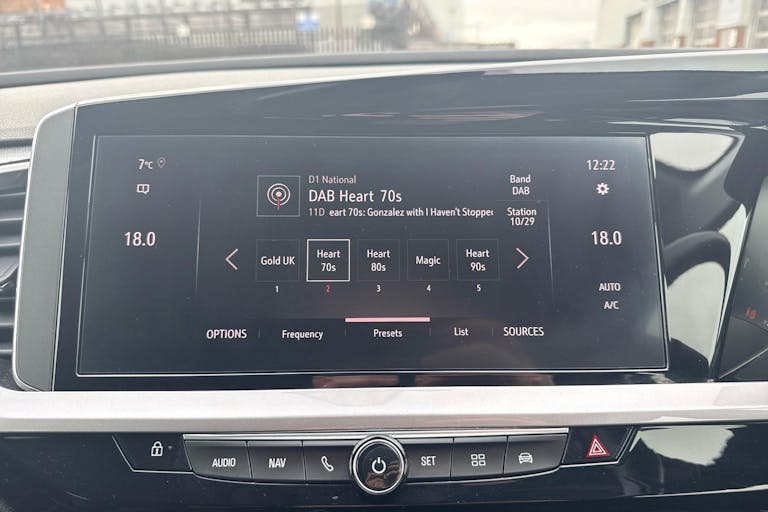 7°C
12:22
D1 National
DAB Heart 70s
11D eart 70s: Gonzalez with I Haven't Stopped
Band
DAB
Station
10/29
18.0
18.0
Gold UK
Heart
70s
Heart
80s
Magic
Heart
90s
1
2
3
4
5
AUTO
A/C
OPTIONS
Frequency
Presets
List
SOURCES
AUDIO
NAV
SET